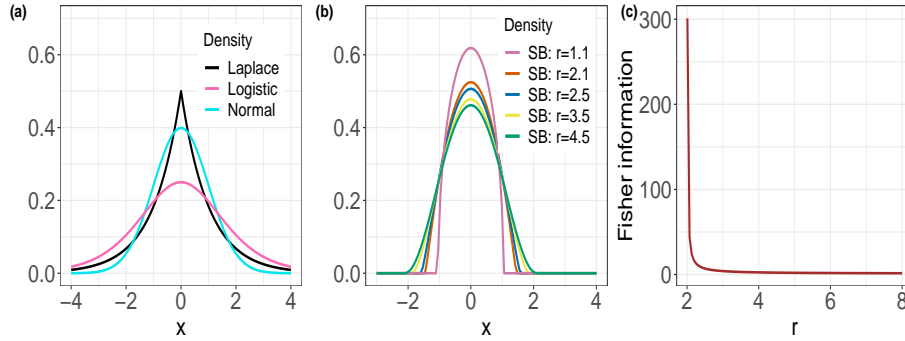 (a)
Density
Laplace
Logistic
Normal
0.6
0.4
0.2
0.0
−4 −2 0 2 4
x
(b)
Density
SB: r=1.1
SB: r=2.1
SB: r=2.5
SB: r=3.5
SB: r=4.5
0.6
0.4
0.2
0.0
−2 0 2 4
x
(c)
Fisher information
300
200
100
0
2 4 6 8
r